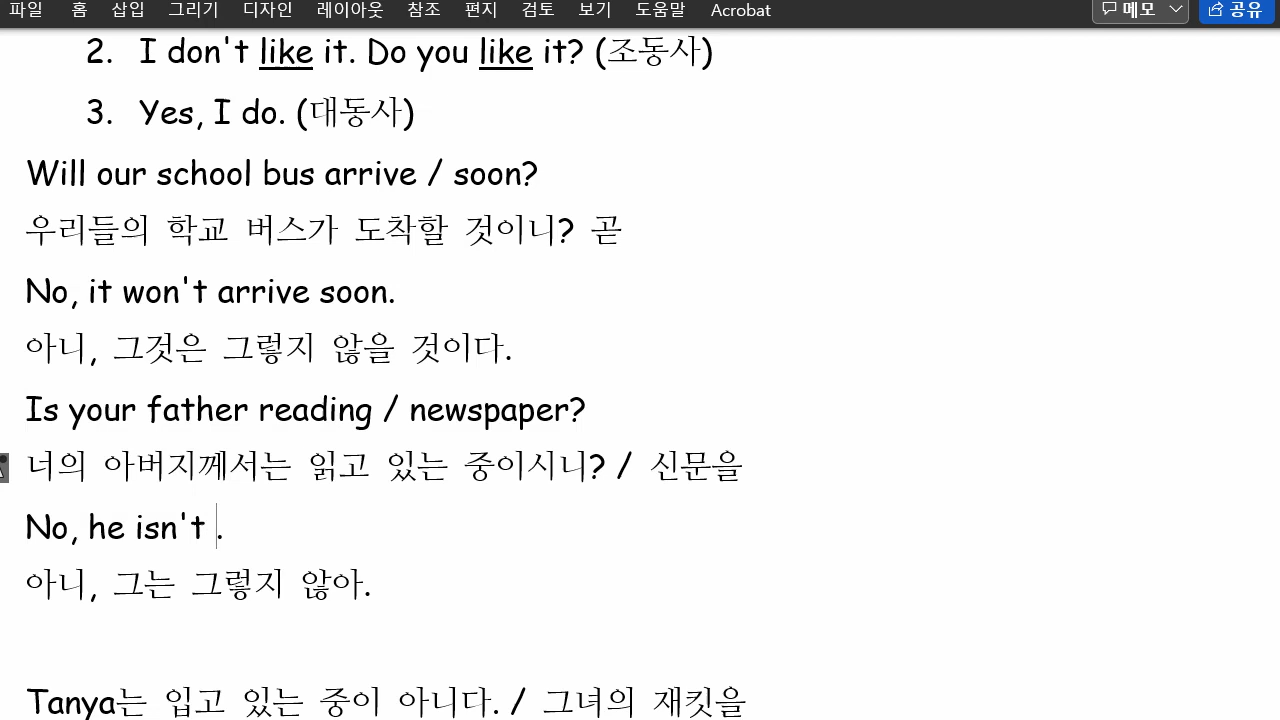 파일 홈 삽입 그리기 디자인 레이아웃 참조 편지 검토 보기 도움말 Acrobat 메모 공유
2. I don't like it. Do you like it? (조동사)
3. Yes, I do. (대동사)
Will our school bus arrive / soon?
우리들의 학교 버스가 도착할 것이니? 곧
No, it won't arrive soon.
아니, 그것은 그렇지 않을 것이다.
Is your father reading / newspaper?
너의 아버지께서는 읽고 있는 중이시니? / 신문을
No, he isn't .
아니, 그는 그렇지 않아.
Tanya는 입고 있는 중이 아니다. / 그녀의 재킷을